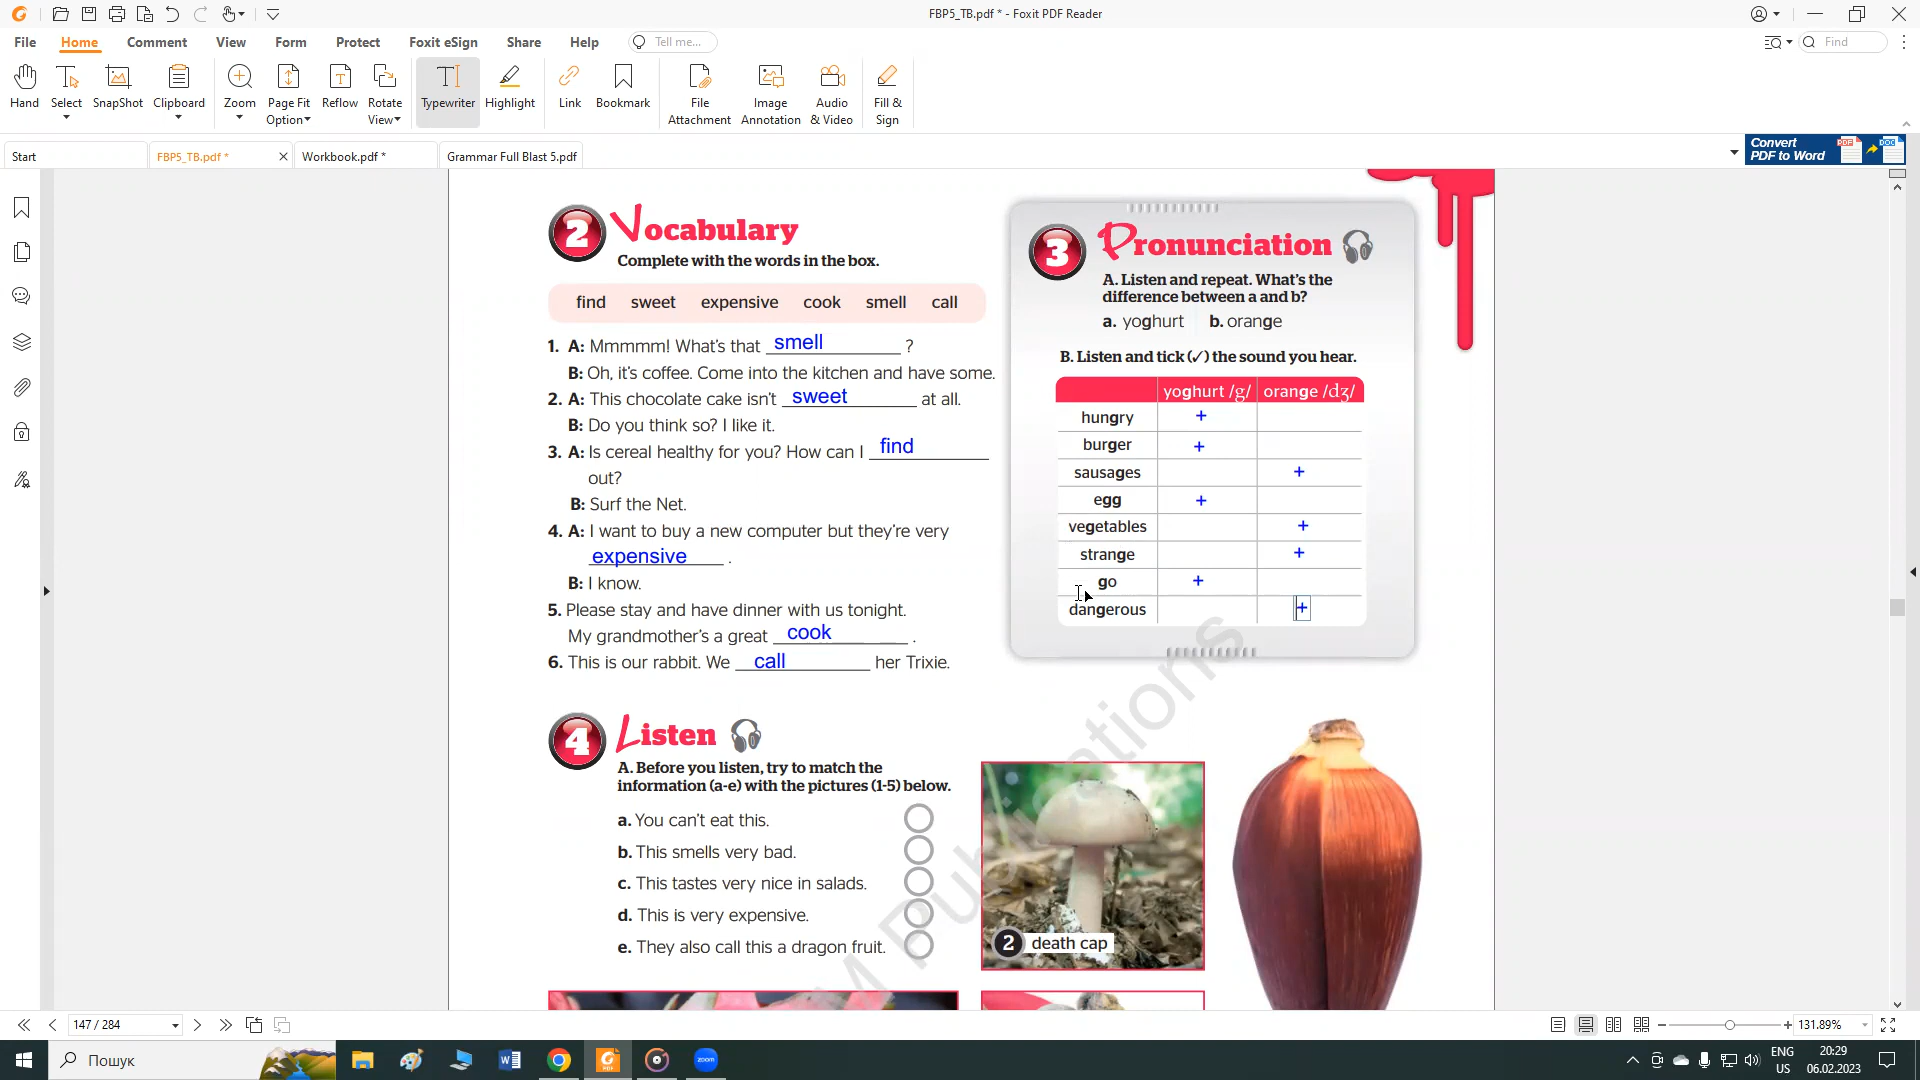 FBP5_TB.pdf * - Foxit PDF Reader
File Home Comment View Form Protect Foxit eSign Share Help Tell me... Find
Hand Select SnapShot Clipboard Zoom Page Fit Option Reflow Rotate View Typewriter Highlight Link Bookmark File Attachment Image Annotation Audio & Video Fill & Sign
Start FBP5_TB.pdf * Workbook.pdf * Grammar Full Blast 5.pdf
Convert PDF to Word
2 Vocabulary
Complete with the words in the box.
find sweet expensive cook smell call
1. A: Mmmmm! What's that smell ?
B: Oh, it's coffee. Come into the kitchen and have some.
2. A: This chocolate cake isn't sweet at all.
B: Do you think so? I like it.
3. A: Is cereal healthy for you? How can I find
out?
B: Surf the Net.
4. A: I want to buy a new computer but they're very
expensive .
B: I know.
5. Please stay and have dinner with us tonight.
My grandmother's a great cook .
6. This is our rabbit. We call her Trixie.
3 Pronunciation
A. Listen and repeat. What's the
difference between a and b?
a. yoghurt b. orange
B. Listen and tick (✓) the sound you hear.
yoghurt /g/ orange /dʒ/
hungry +
burger +
sausages +
egg +
vegetables +
strange +
go +
dangerous +
4 Listen
A. Before you listen, try to match the
information (a-e) with the pictures (1-5) below.
a. You can't eat this.
b. This smells very bad.
c. This tastes very nice in salads.
d. This is very expensive.
e. They also call this a dragon fruit.
2 death cap
M Publications
147 / 284
131.89%
Пошук
zoom
ENG
US
20:29
06.02.2023